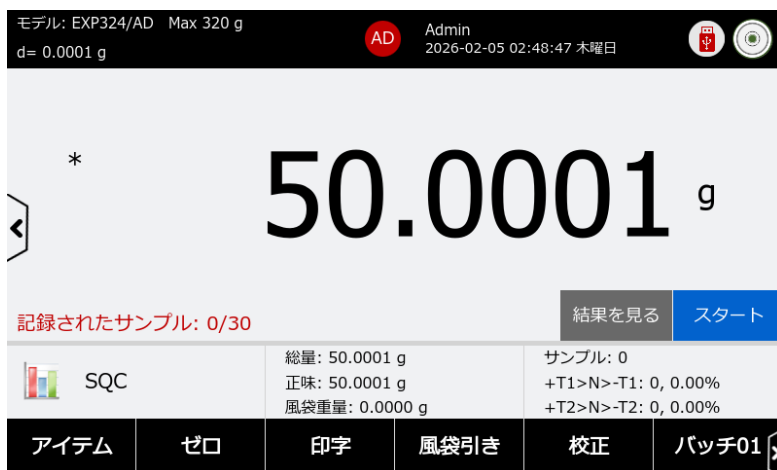 モデル: EXP324/AD Max 320 g
d= 0.0001 g
AD
Admin
2026-02-05 02:48:47 木曜日
*
50.0001 g
記録されたサンプル: 0/30
結果を見る
スタート
SQC
総量: 50.0001 g
正味: 50.0001 g
風袋重量: 0.0000 g
サンプル: 0
+T1>N>-T1: 0, 0.00%
+T2>N>-T2: 0, 0.00%
アイテム
ゼロ
印字
風袋引き
校正
バッチ01